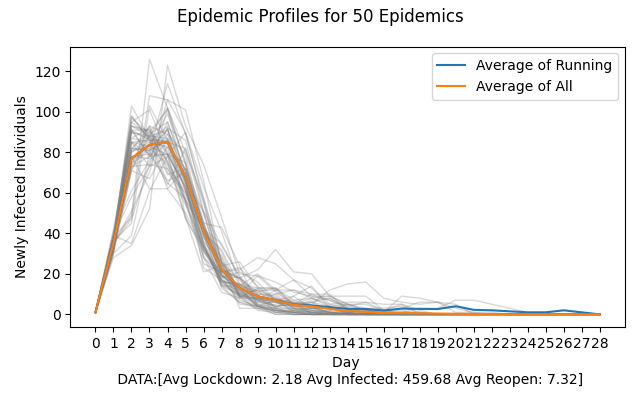 Epidemic Profiles for 50 Epidemics
Average of Running
Average of All
Newly Infected Individuals
120
100
80
60
40
20
0
0 1 2 3 4 5 6 7 8 9 10 11 12 13 14 15 16 17 18 19 20 21 22 23 24 25 26 27 28
Day
DATA:[Avg Lockdown: 2.18 Avg Infected: 459.68 Avg Reopen: 7.32]